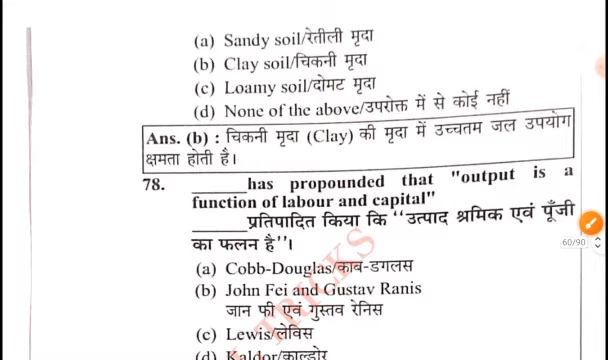 (a) Sandy soil/रेतीली मृदा
(b) Clay soil/चिकनी मृदा
(c) Loamy soil/दोमट मृदा
(d) None of the above/उपरोक्त में से कोई नहीं
Ans. (b) : चिकनी मृदा (Clay) की मृदा में उच्चतम जल उपयोग
क्षमता होती है।
78. ______has propounded that "output is a
function of labour and capital"
______प्रतिपादित किया कि ‘‘उत्पाद श्रमिक एवं पूँजी
का फलन है’’।
60/90
(a) Cobb-Douglas/काब-डगलस
(b) John Fei and Gustav Ranis
जान फी एवं गुस्तव रेनिस
(c) Lewis/लेविस
(d) Kaldor/काल्डोर
TRICKS